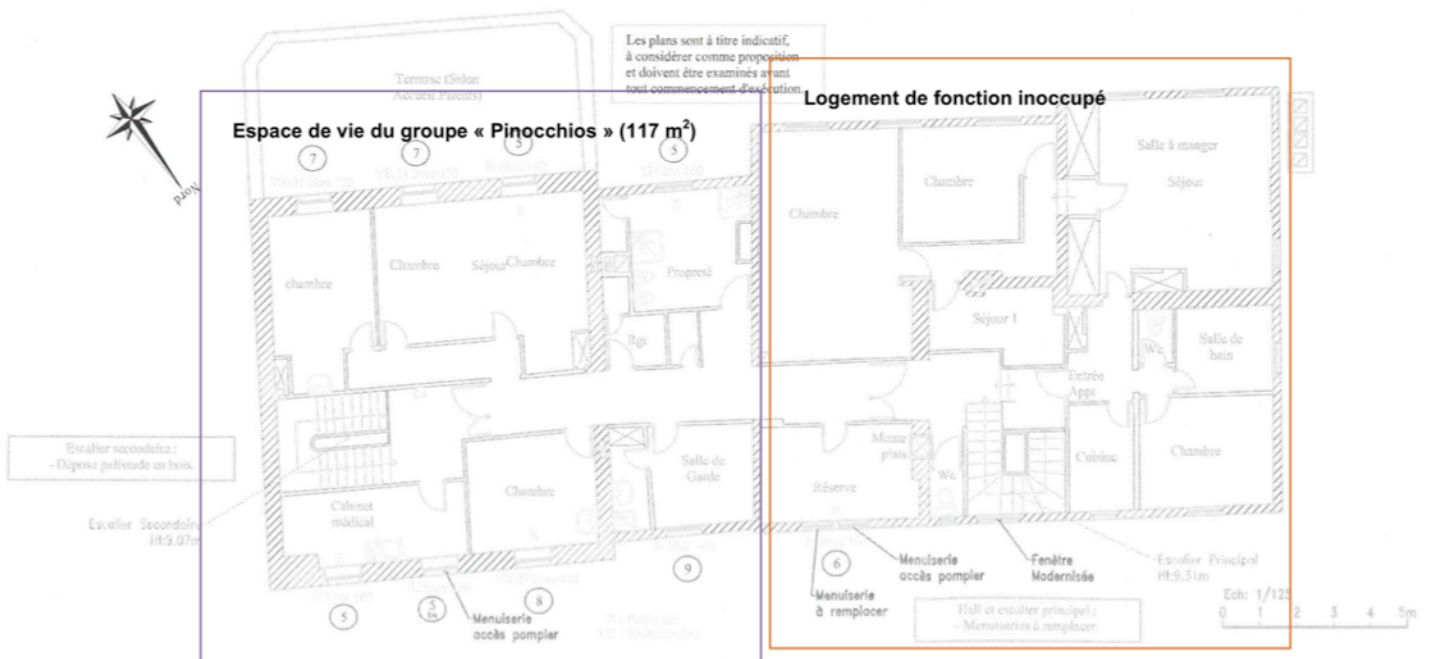 Les plans sont à titre indicatif,
à considérer comme proposition
et doivent être examinés avant
tout commencement d'exécution.
Terrasse (Selon
Accueil Parents)
Logement de fonction inoccupé
Espace de vie du groupe « Pinocchios » (117 m²)
Nord
7
7
5
5
Salle à manger
Séjour
Chambre
Chambre
chambre
Chambre
Séjour
Chambre
Propreté
Rgt
Séjour 1
Wc
Salle de
bain
Entrée
Appt
Escalier secondaire :
- Dépose palissade en bois.
Escalier Secondaire
Ht:9.07m
Cabinet
médical
Chambre
Salle de
Garde
Réserve
Monte
plats
Wc
Cuisine
Chambre
5
5
bis
8
9
6
Menuiserie
accès pompier
Menuiserie
à remplacer
Menuiserie
accès pompier
Fenêtre
Modernisée
Escalier Principal
Ht:9.31m
Hall et escalier principal :
- Menuiseries à remplacer.
Ech: 1/125
0 1 2 3 4 5m